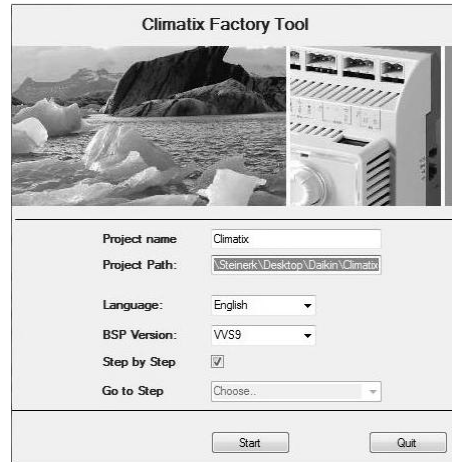 Climatix Factory Tool
Project name Climatix
Project Path: \Steinerk\Desktop\Daikin\Climatix
Language: English
BSP Version: VVS9
Step by Step
Go to Step Choose..
Start Quit